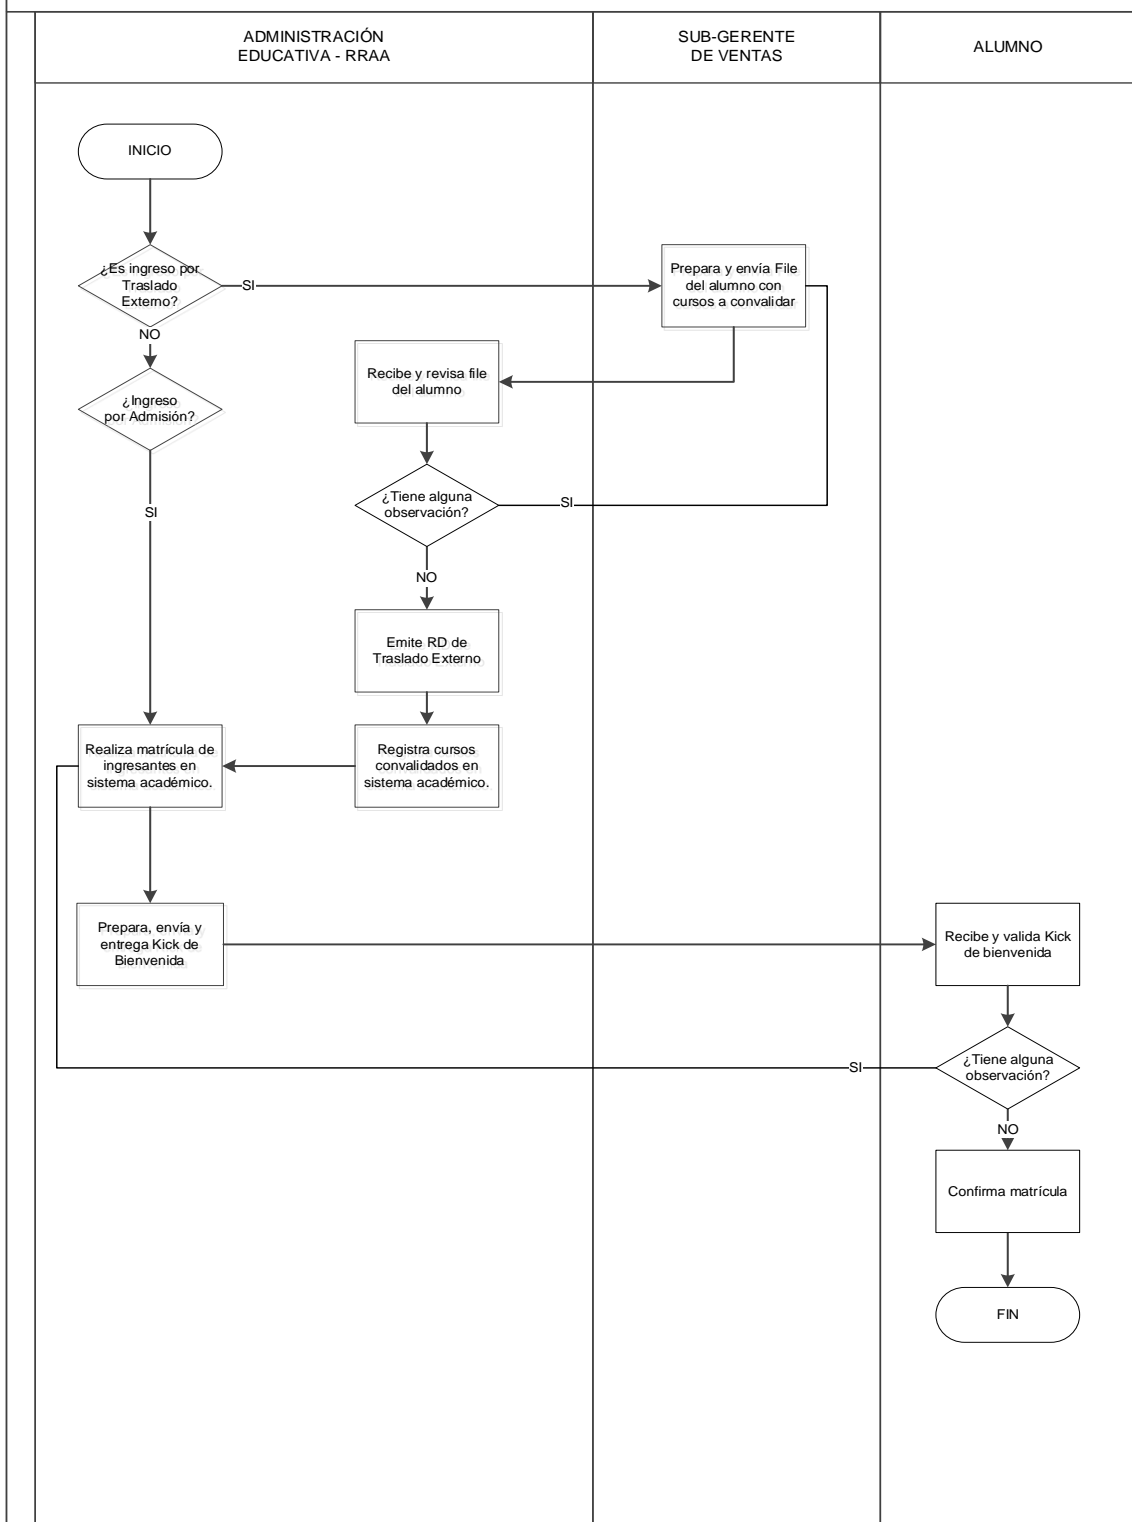 ADMINISTRACIÓN
EDUCATIVA - RRAA
SUB-GERENTE
DE VENTAS
ALUMNO
INICIO
¿Es ingreso por
Traslado
Externo?
SI
Prepara y envía File
del alumno con
cursos a convalidar
NO
Recibe y revisa file
del alumno
¿Ingreso
por Admisión?
SI
¿Tiene alguna
observación?
SI
NO
Emite RD de
Traslado Externo
Realiza matrícula de
ingresantes en
sistema académico.
Registra cursos
convalidados en
sistema académico.
Prepara, envía y
entrega Kick de
Bienvenida
Recibe y valida Kick
de bienvenida
¿Tiene alguna
observación?
SI
NO
Confirma matrícula
FIN